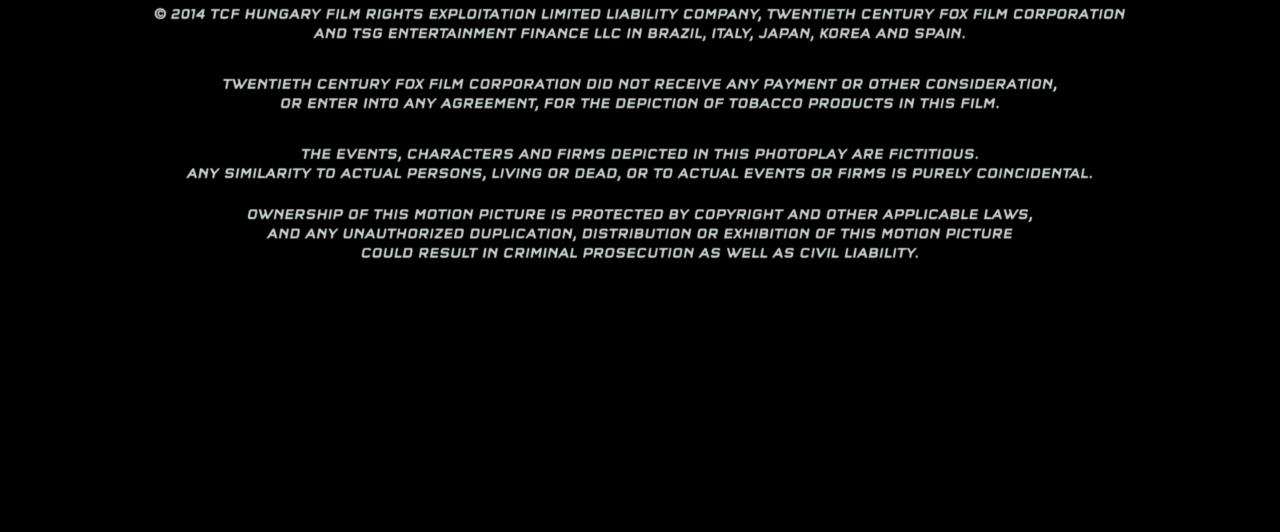 © 2014 TCF HUNGARY FILM RIGHTS EXPLOITATION LIMITED LIABILITY COMPANY, TWENTIETH CENTURY FOX FILM CORPORATION
AND TSG ENTERTAINMENT FINANCE LLC IN BRAZIL, ITALY, JAPAN, KOREA AND SPAIN.
TWENTIETH CENTURY FOX FILM CORPORATION DID NOT RECEIVE ANY PAYMENT OR OTHER CONSIDERATION,
OR ENTER INTO ANY AGREEMENT, FOR THE DEPICTION OF TOBACCO PRODUCTS IN THIS FILM.
THE EVENTS, CHARACTERS AND FIRMS DEPICTED IN THIS PHOTOPLAY ARE FICTITIOUS.
ANY SIMILARITY TO ACTUAL PERSONS, LIVING OR DEAD, OR TO ACTUAL EVENTS OR FIRMS IS PURELY COINCIDENTAL.
OWNERSHIP OF THIS MOTION PICTURE IS PROTECTED BY COPYRIGHT AND OTHER APPLICABLE LAWS,
AND ANY UNAUTHORIZED DUPLICATION, DISTRIBUTION OR EXHIBITION OF THIS MOTION PICTURE
COULD RESULT IN CRIMINAL PROSECUTION AS WELL AS CIVIL LIABILITY.